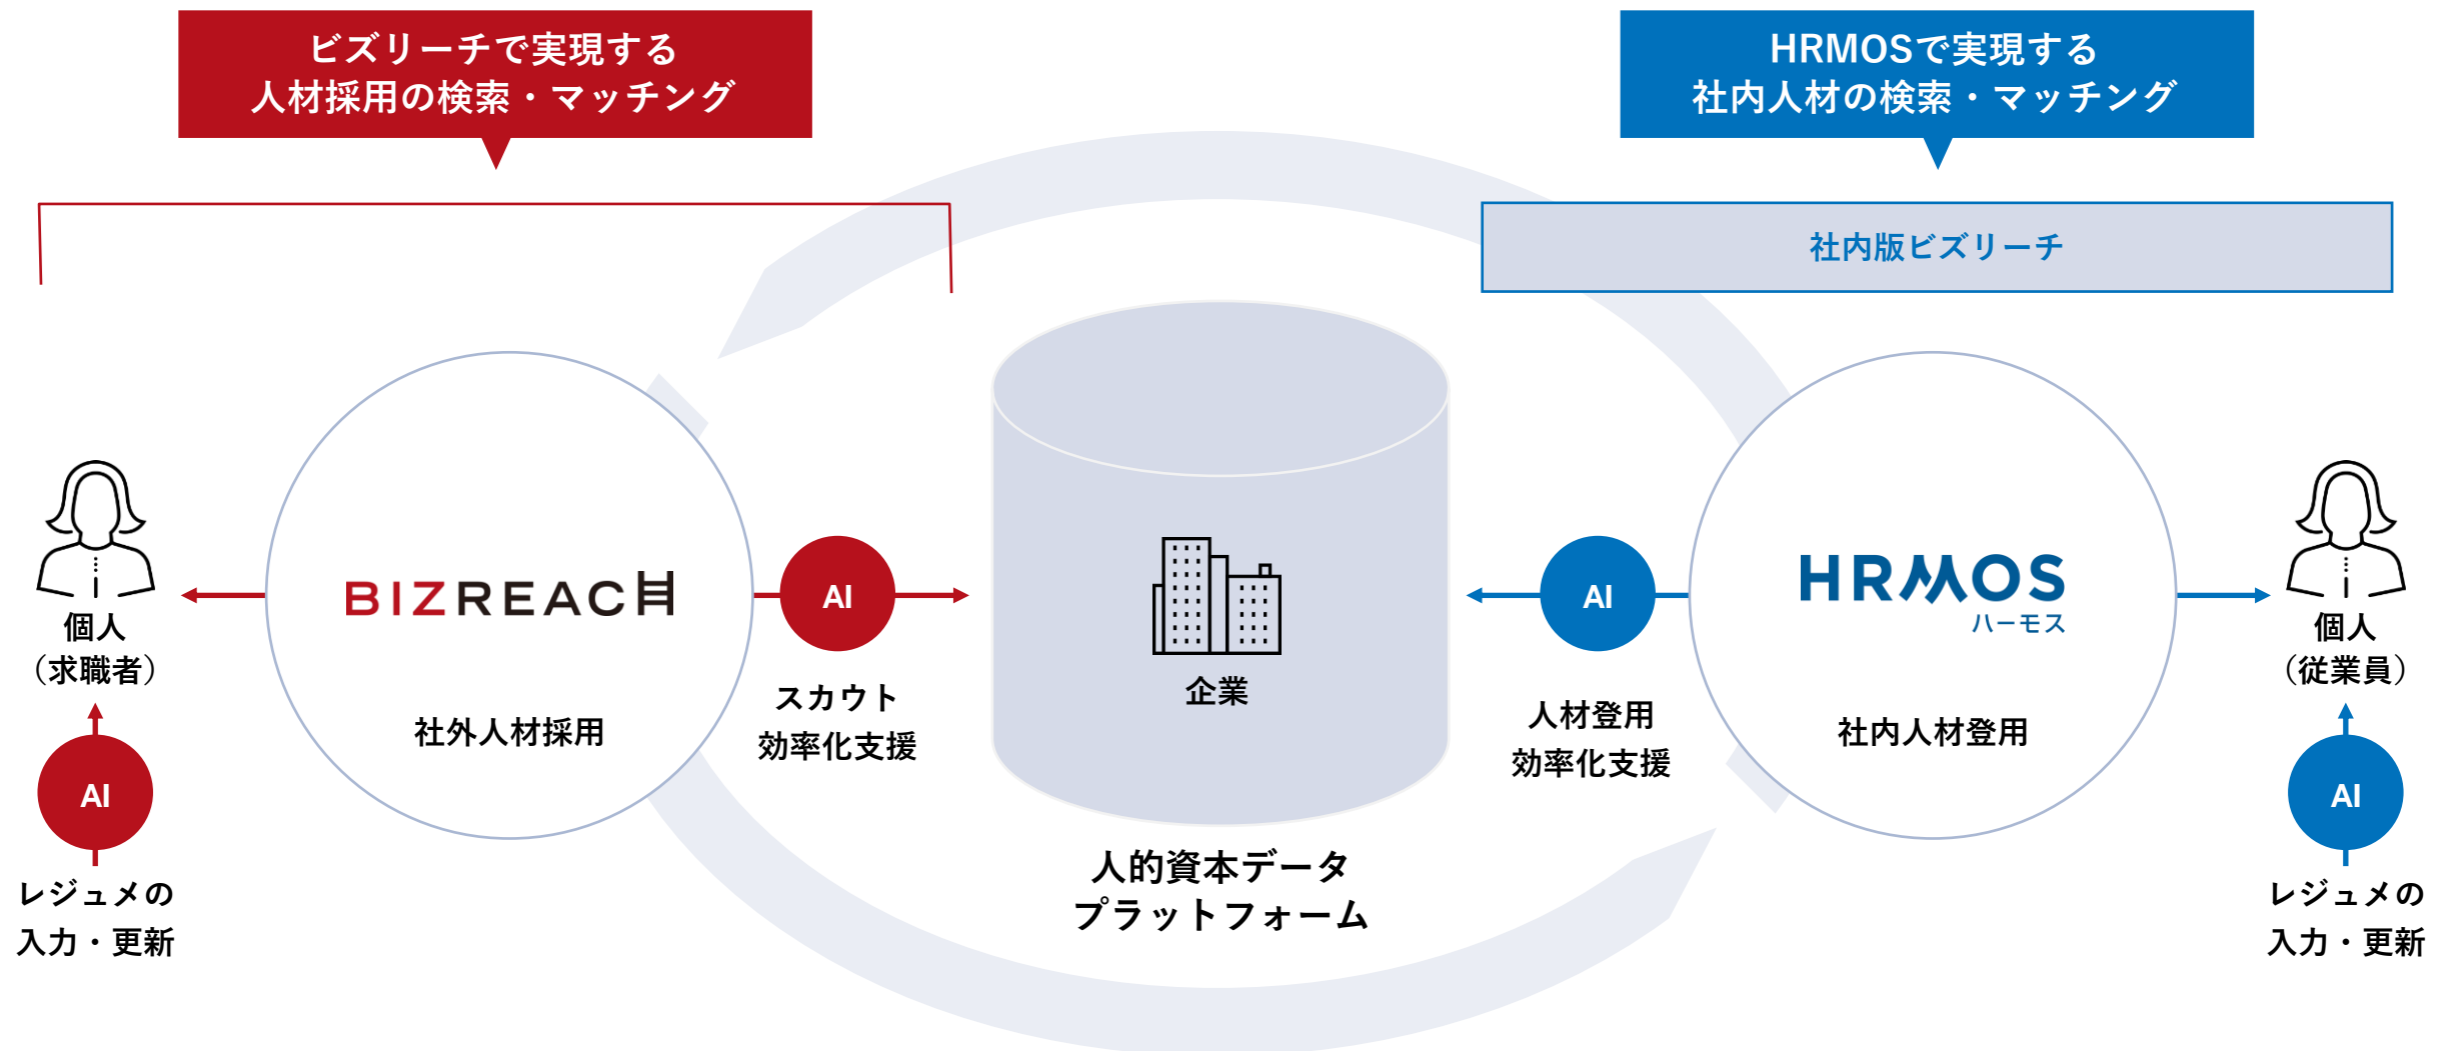 ビズリーチで実現する
人材採用の検索・マッチング
HRMOSで実現する
社内人材の検索・マッチング
社内版ビズリーチ
個人
（求職者）
AI
レジュメの
入力・更新
BIZREACH
社外人材採用
AI
スカウト
効率化支援
企業
人的資本データ
プラットフォーム
AI
人材登用
効率化支援
HRMOS
ハーモス
社内人材登用
個人
（従業員）
AI
レジュメの
入力・更新